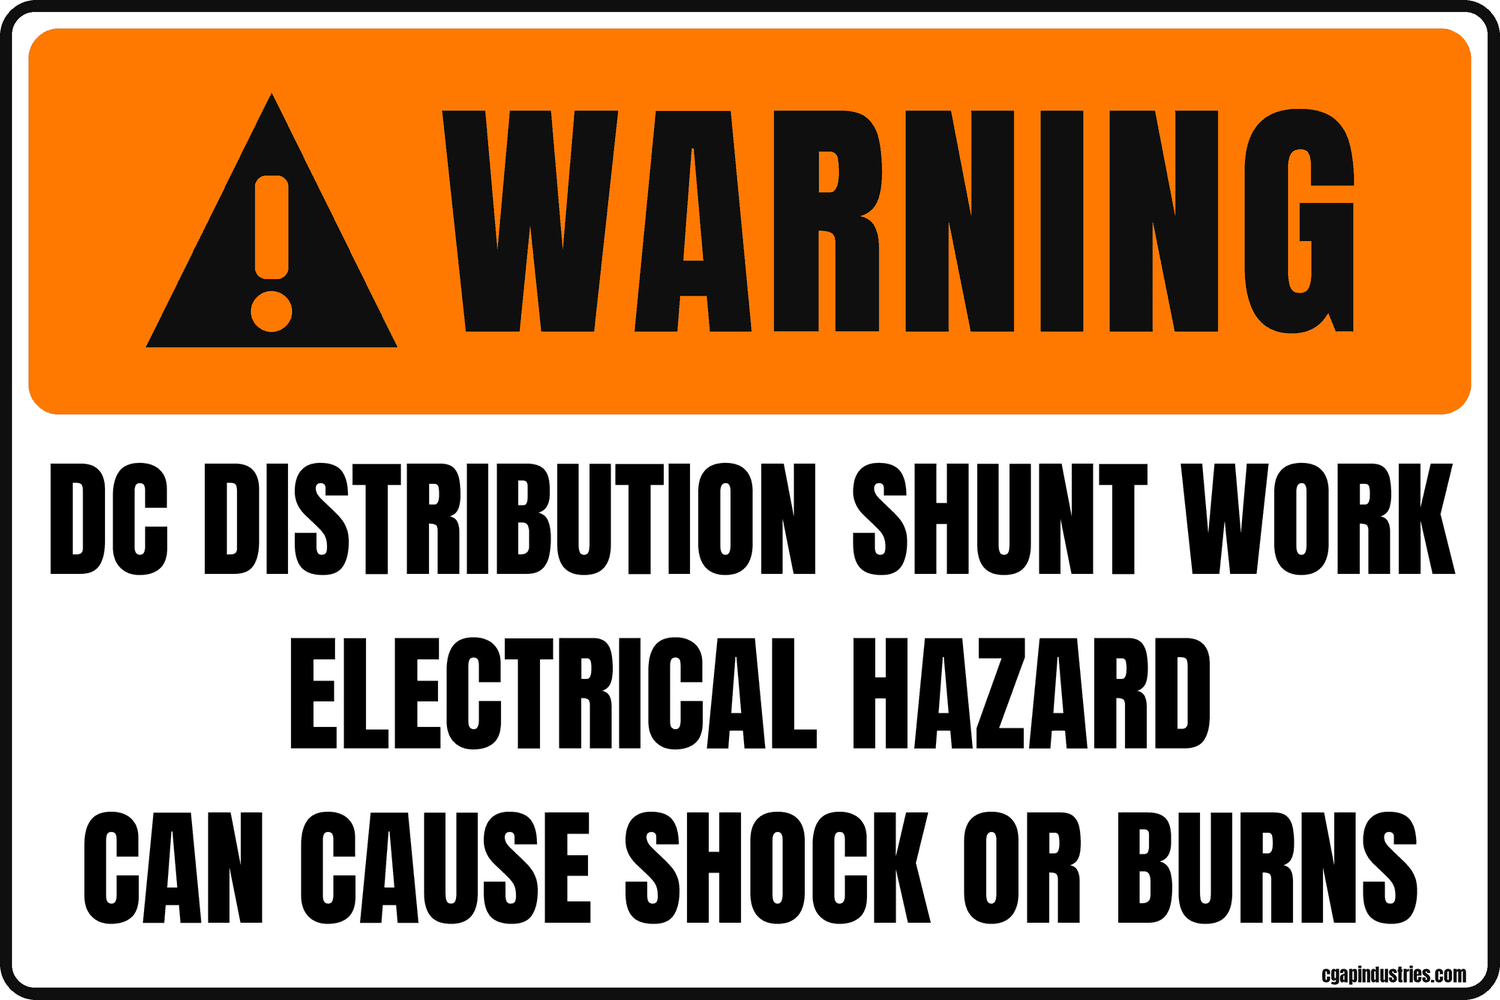 WARNING
DC DISTRIBUTION SHUNT WORK
ELECTRICAL HAZARD
CAN CAUSE SHOCK OR BURNS
cgapindustries.com